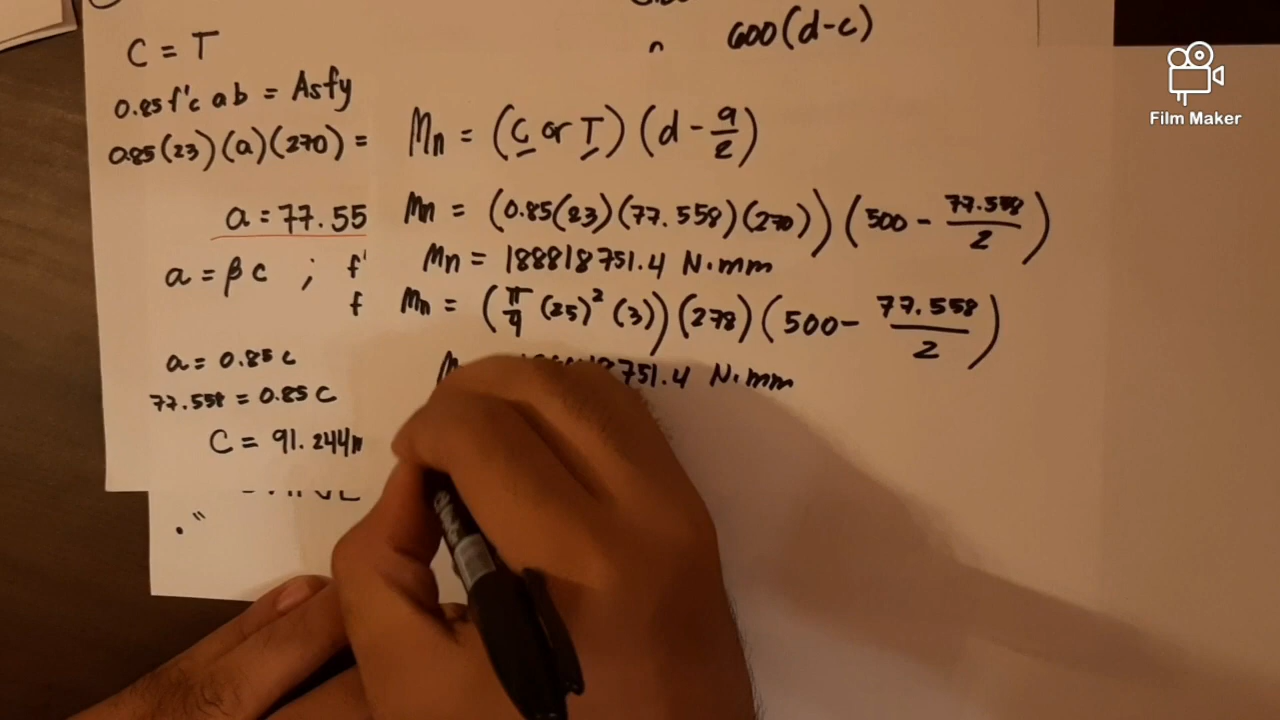 C = T
0.85 f'c a b = Asfy
0.85(23)(a)(270) =
a = 77.55
a = βc ; f'
f
a = 0.85c
77.558 = 0.85C
C = 91.244m
600(d-c)
Mn = (C or T)(d - a/2)
Mn = (0.85(23)(77.558)(270))(500 - 77.558/2)
Mn = 188818751.4 N·mm
Mn = (π/4 (25)² (3))(278)(500 - 77.558/2)
751.4 N·mm
Film Maker